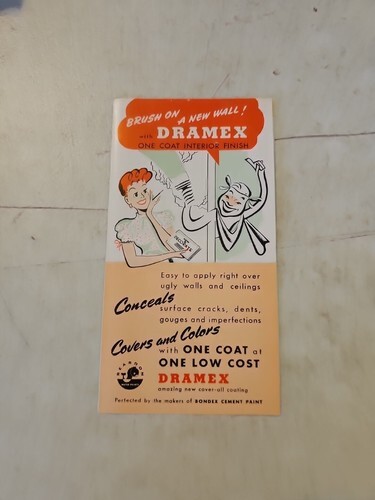 BRUSH ON A NEW WALL!
with DRAMEX
ONE COAT INTERIOR FINISH
DRAMEX
Easy to apply right over
ugly walls and ceilings
Conceals
surface cracks, dents,
gouges and imperfections
Covers and Colors
with ONE COAT at
ONE LOW COST
REARDON
DRAMEX
amazing new cover-all coating
Perfected by the makers of BONDEX CEMENT PAINT